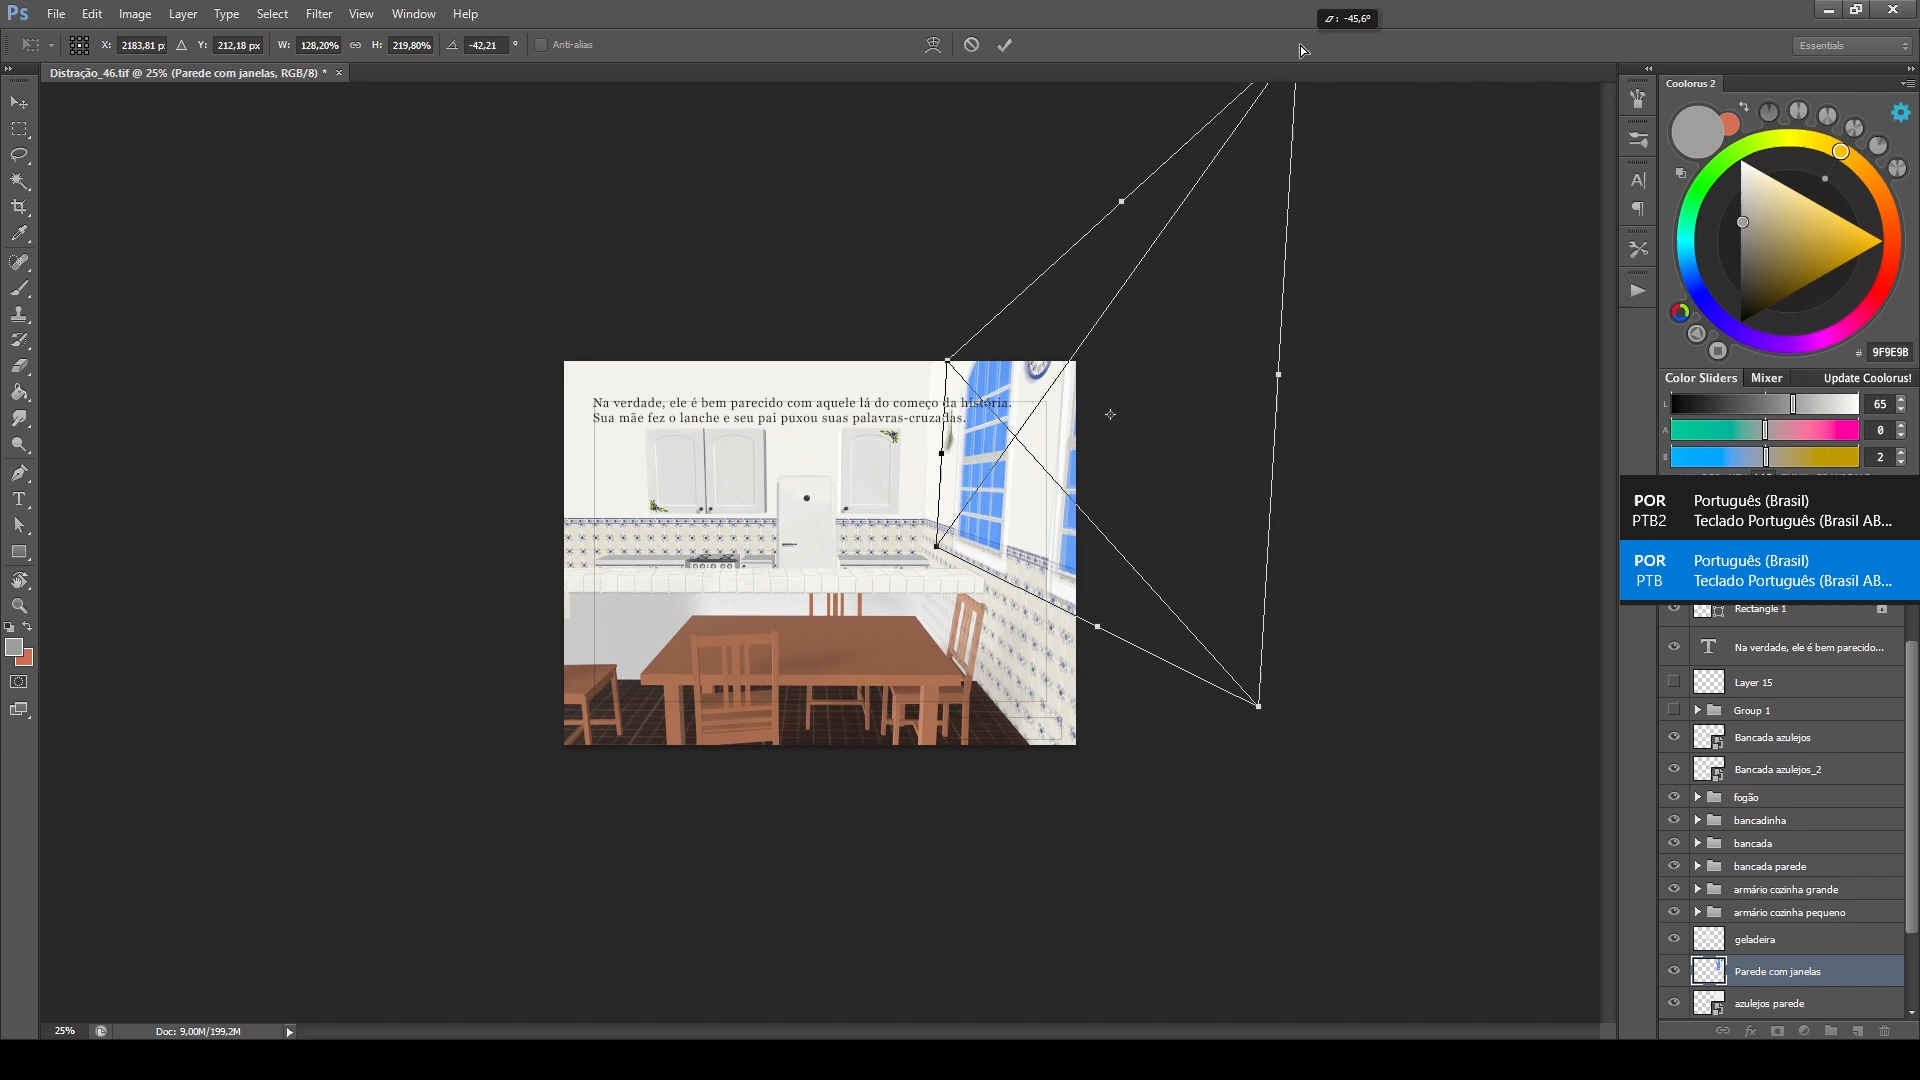 Ps File Edit Image Layer Type Select Filter View Window Help
-45,6°
X: 2183,81 p Y: 212,18 px W: 128,20% H: 219,80% -42,21 ° Anti-alias
Essentials
Distração_46.tif @ 25% (Parede com janelas, RGB/8) * ×
Coolorus 2
# 9F9E9B
Color Sliders Mixer Update Coolorus!
L 65
A 0
B 2
POR Português (Brasil)
PTB2 Teclado Português (Brasil AB...
POR Português (Brasil)
PTB Teclado Português (Brasil AB...
Na verdade, ele é bem parecido com aquele lá do começo da história.
Sua mãe fez o lanche e seu pai puxou suas palavras-cruzadas.
Rectangle 1
Na verdade, ele é bem parecido...
Layer 15
Group 1
Bancada azulejos
Bancada azulejos_2
fogão
bancadinha
bancada
bancada parede
armário cozinha grande
armário cozinha pequeno
geladeira
Parede com janelas
azulejos parede
25% Doc: 9,00M/199,2M